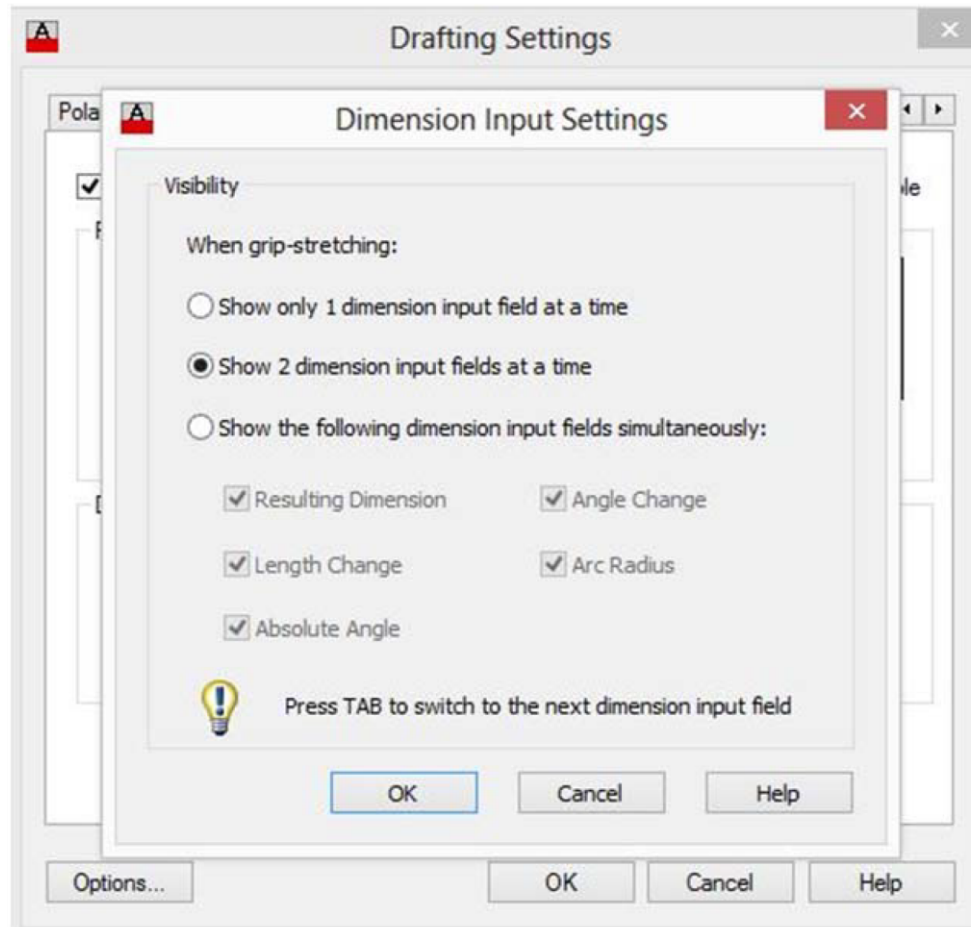 A
Drafting Settings
Pola
A
Dimension Input Settings
Visibility
When grip-stretching:
Show only 1 dimension input field at a time
Show 2 dimension input fields at a time
Show the following dimension input fields simultaneously:
Resulting Dimension Angle Change
Length Change Arc Radius
Absolute Angle
Press TAB to switch to the next dimension input field
OK Cancel Help
Options... OK Cancel Help